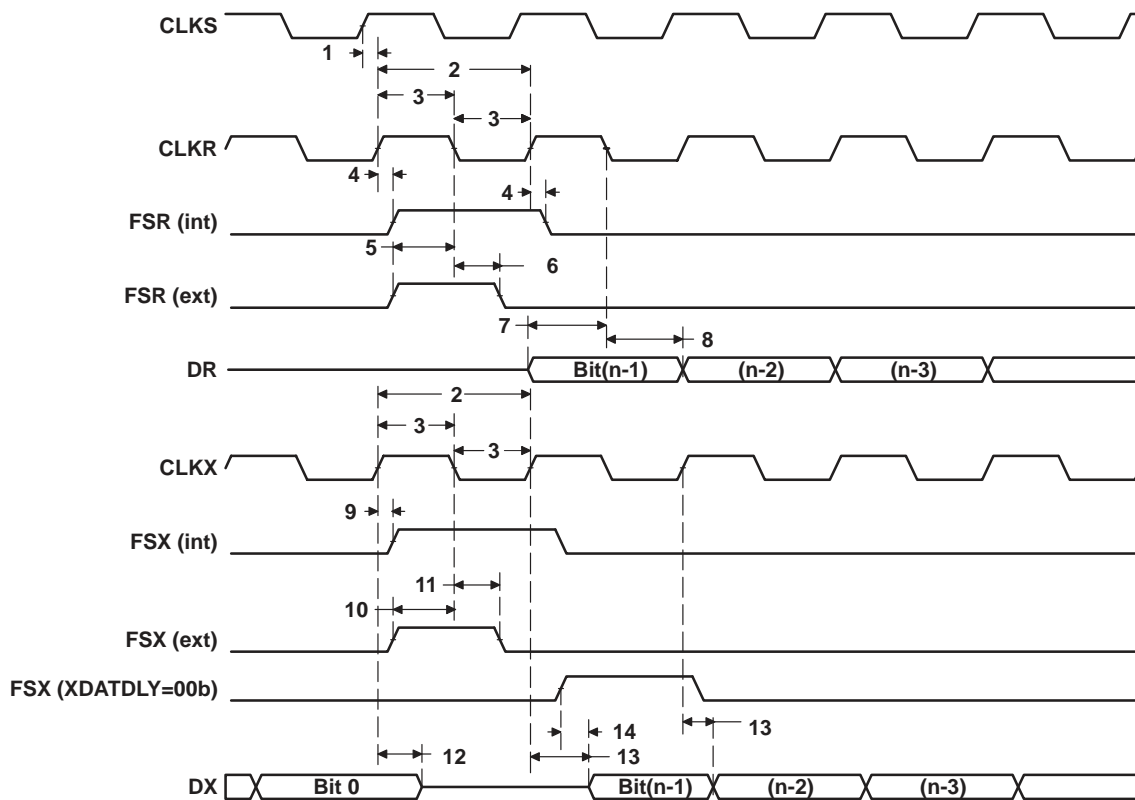 CLKS
1
2
3
3
CLKR
4
4
FSR (int)
5
6
FSR (ext)
7
8
DR
Bit(n-1)
(n-2)
(n-3)
2
3
3
CLKX
9
FSX (int)
11
10
FSX (ext)
FSX (XDATDLY=00b)
14
13
12
13
DX
Bit 0
Bit(n-1)
(n-2)
(n-3)